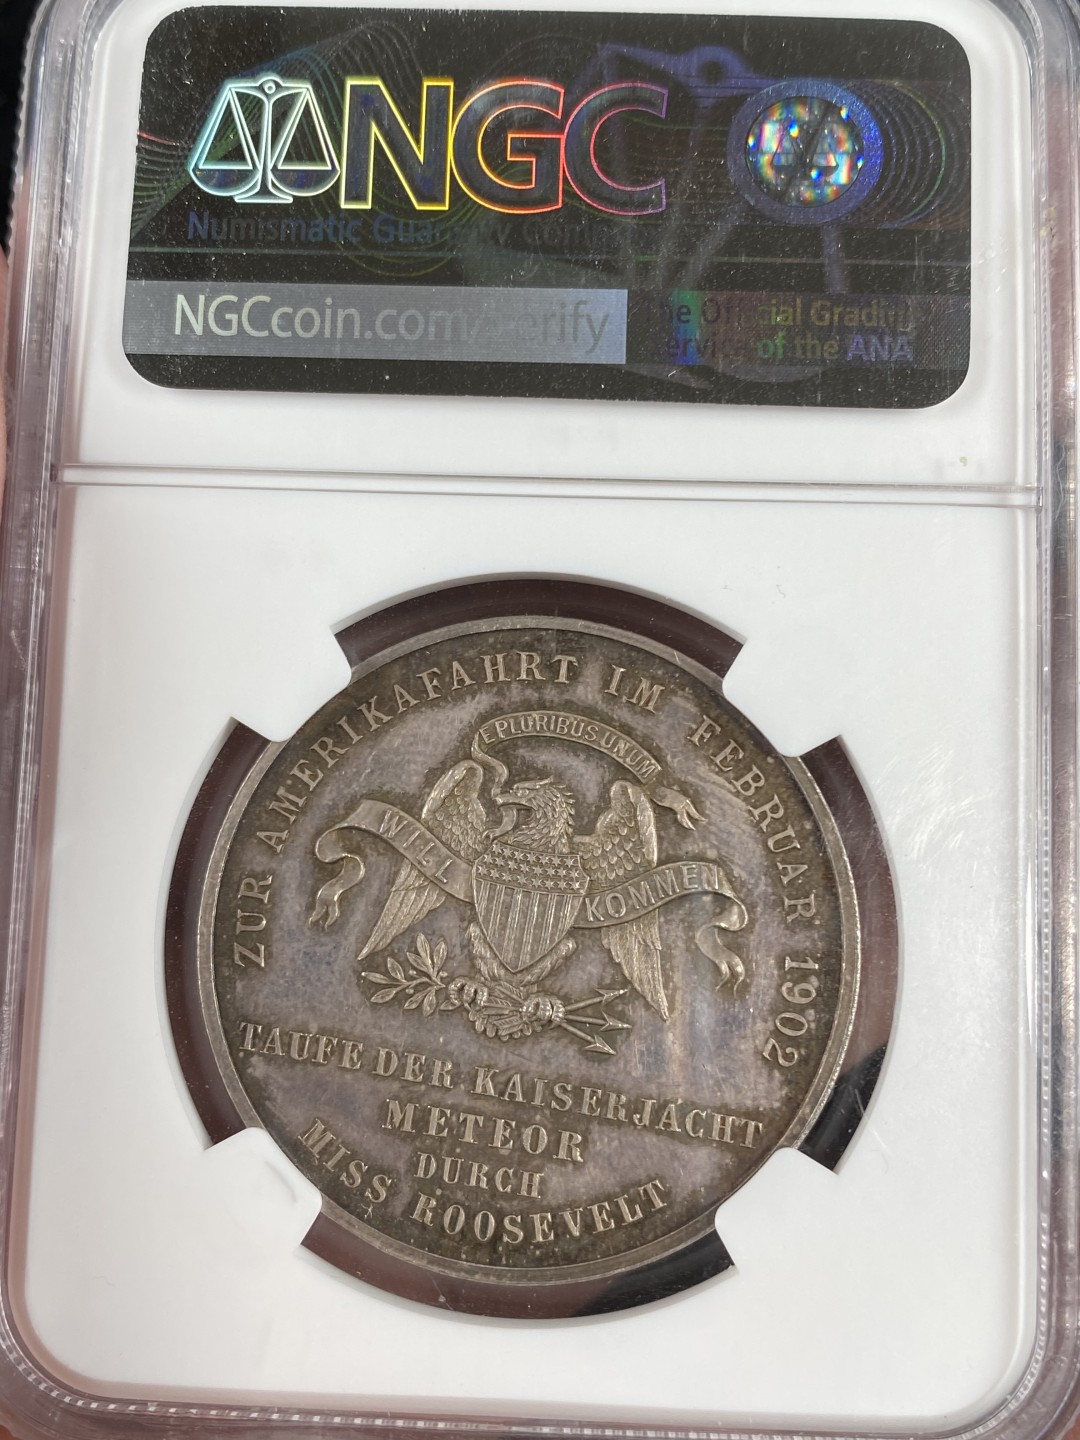 NGC
Numismatic Guaranty
NGCcoin.com/verify
The Official Grading
Service of the ANA
ZUR AMERIKAFAHRT IM FEBRUAR 1902
E PLURIBUS UNUM
WILL KOMMEN
TAUFE DER KAISERJACHT
METEOR
DURCH
MISS ROOSEVELT